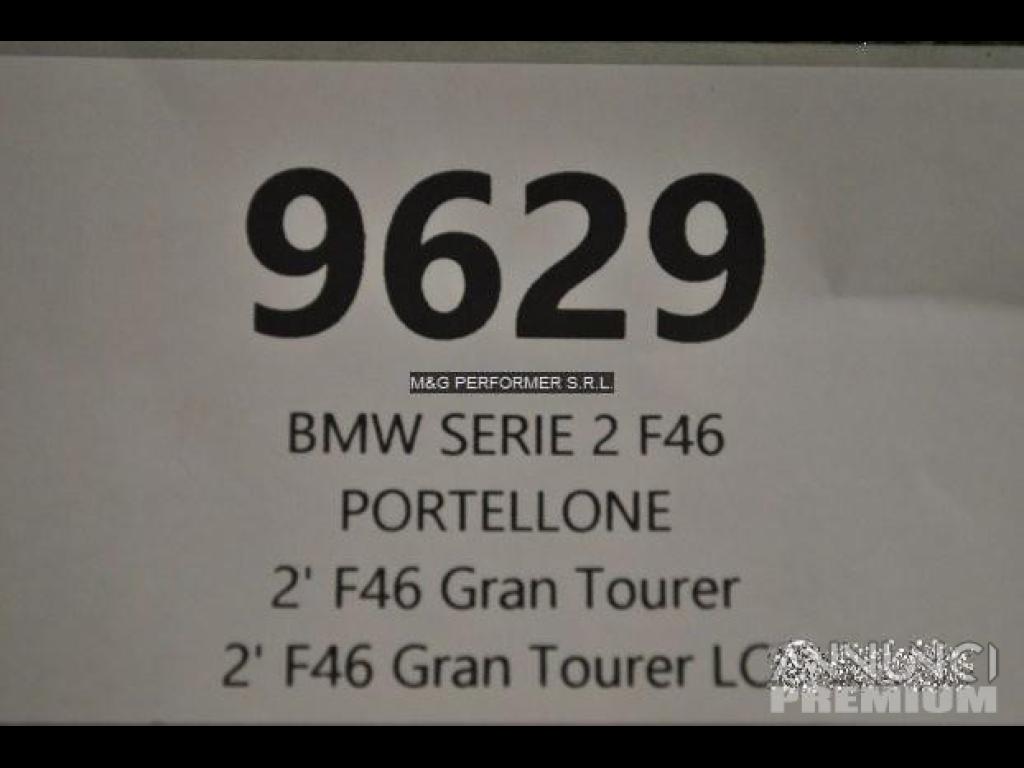 9629
M&G PERFORMER S.R.L.
BMW SERIE 2 F46
PORTELLONE
2' F46 Gran Tourer
2' F46 Gran Tourer
PREMIUM